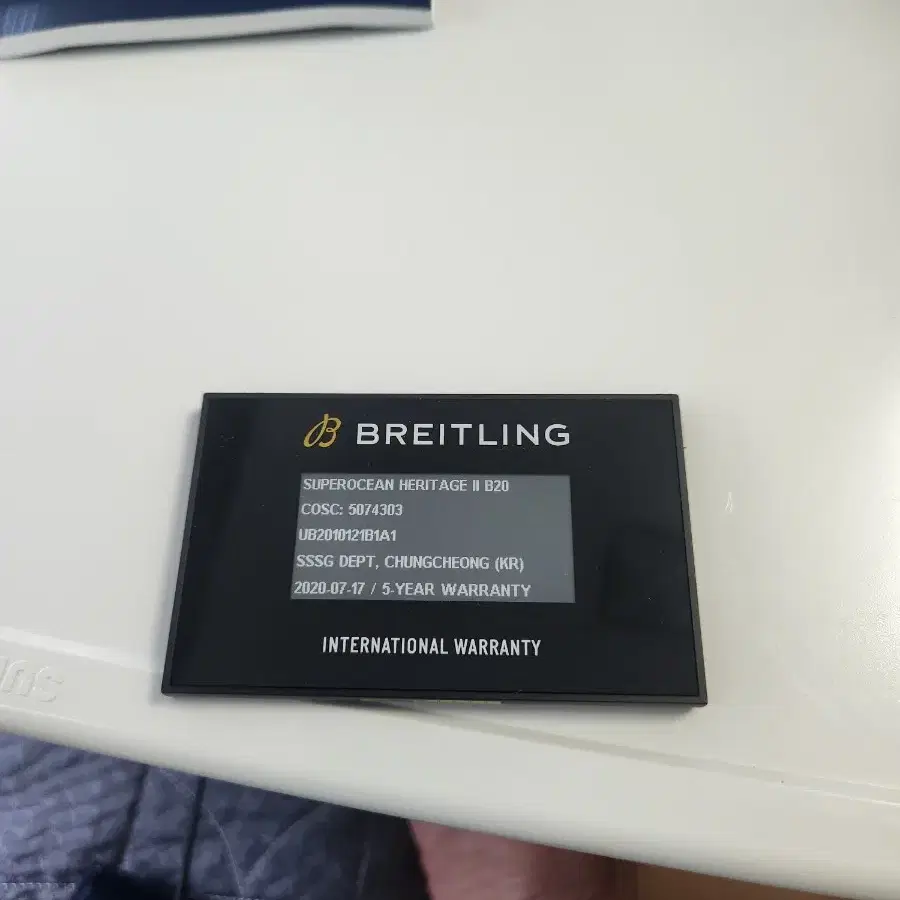 BREITLING
SUPEROCEAN HERITAGE II B20
COSC: 5074303
UB2010121B1A1
SSSG DEPT, CHUNGCHEONG (KR)
2020-07-17 / 5-YEAR WARRANTY
INTERNATIONAL WARRANTY